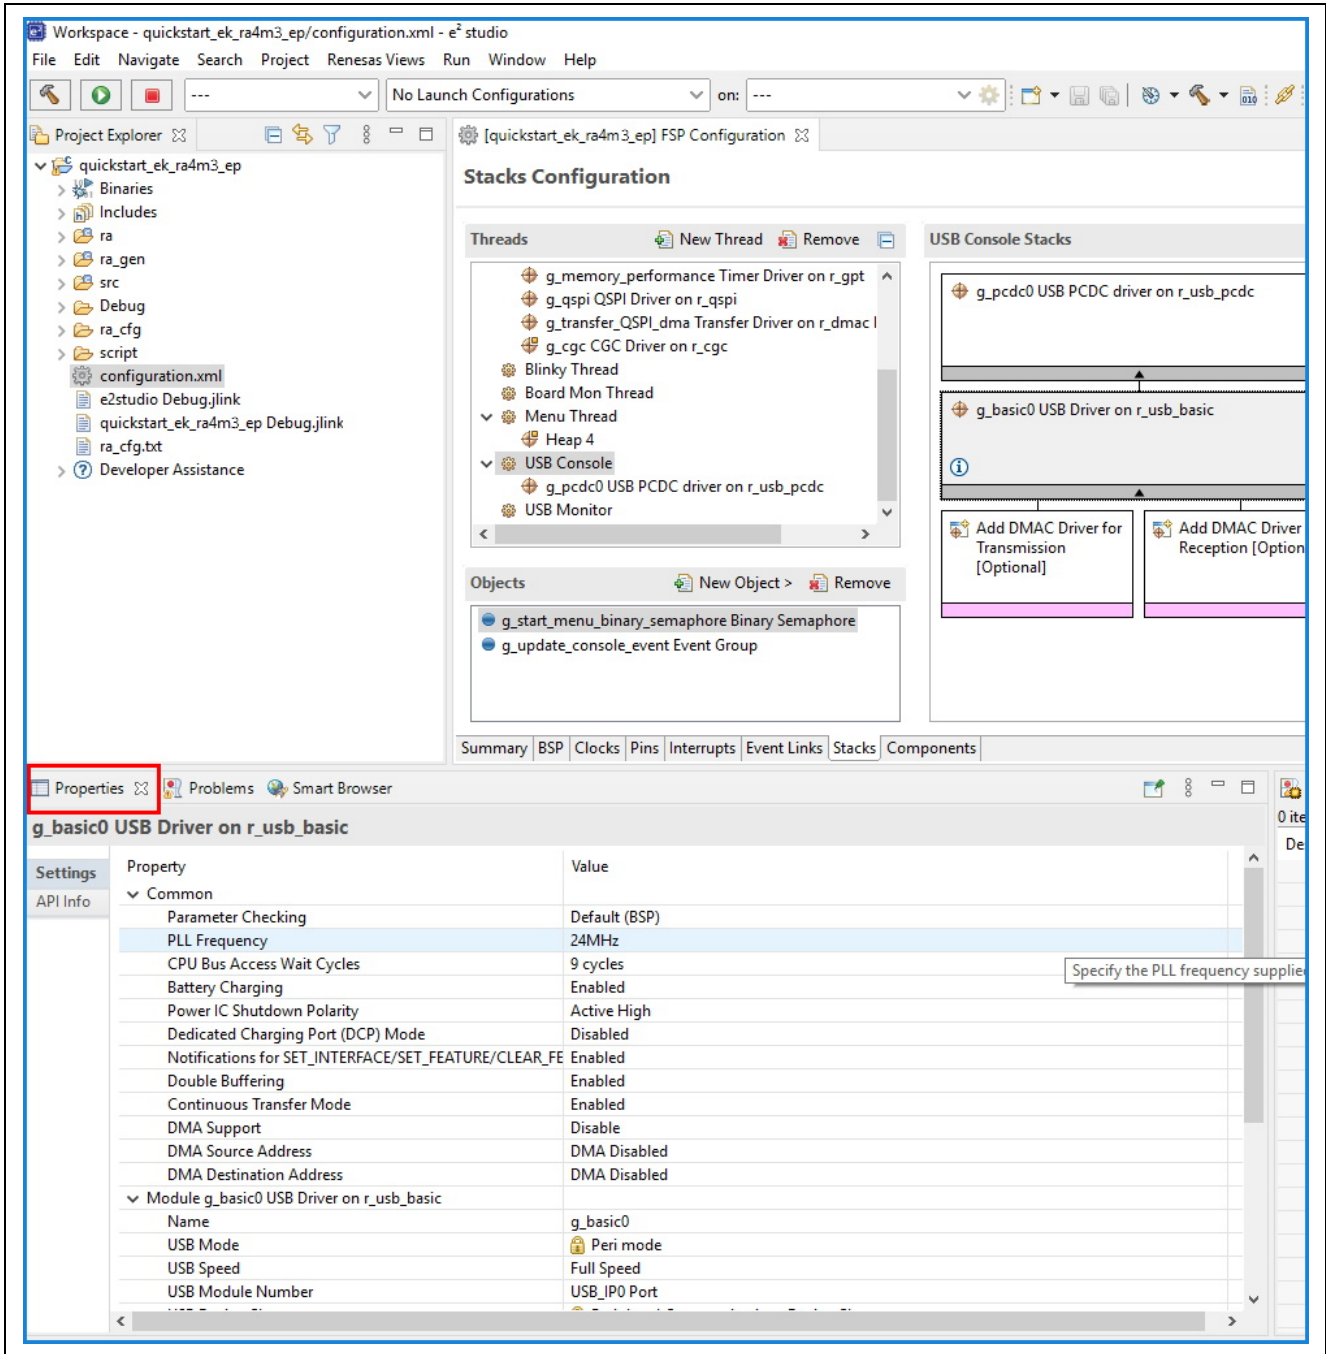 Workspace - quickstart_ek_ra4m3_ep/configuration.xml - e² studio
File Edit Navigate Search Project Renesas Views Run Window Help
--- No Launch Configurations on: ---
Project Explorer
[quickstart_ek_ra4m3_ep] FSP Configuration
quickstart_ek_ra4m3_ep
Binaries
Includes
ra
ra_gen
src
Debug
ra_cfg
script
configuration.xml
e2studio Debug.jlink
quickstart_ek_ra4m3_ep Debug.jlink
ra_cfg.txt
Developer Assistance
Stacks Configuration
Threads New Thread Remove
g_memory_performance Timer Driver on r_gpt
g_qspi QSPI Driver on r_qspi
g_transfer_QSPI_dma Transfer Driver on r_dmac
g_cgc CGC Driver on r_cgc
Blinky Thread
Board Mon Thread
Menu Thread
Heap 4
USB Console
g_pcdc0 USB PCDC driver on r_usb_pcdc
USB Monitor
Objects New Object > Remove
g_start_menu_binary_semaphore Binary Semaphore
g_update_console_event Event Group
USB Console Stacks
g_pcdc0 USB PCDC driver on r_usb_pcdc
g_basic0 USB Driver on r_usb_basic
Add DMAC Driver for
Transmission
[Optional]
Add DMAC Driver
Reception [Option
Summary BSP Clocks Pins Interrupts Event Links Stacks Components
Properties Problems Smart Browser
g_basic0 USB Driver on r_usb_basic
0 ite
De
Settings
API Info
Property Value
Common
Parameter Checking Default (BSP)
PLL Frequency 24MHz
CPU Bus Access Wait Cycles 9 cycles
Specify the PLL frequency supplie
Battery Charging Enabled
Power IC Shutdown Polarity Active High
Dedicated Charging Port (DCP) Mode Disabled
Notifications for SET_INTERFACE/SET_FEATURE/CLEAR_FE Enabled
Double Buffering Enabled
Continuous Transfer Mode Enabled
DMA Support Disable
DMA Source Address DMA Disabled
DMA Destination Address DMA Disabled
Module g_basic0 USB Driver on r_usb_basic
Name g_basic0
USB Mode Peri mode
USB Speed Full Speed
USB Module Number USB_IP0 Port